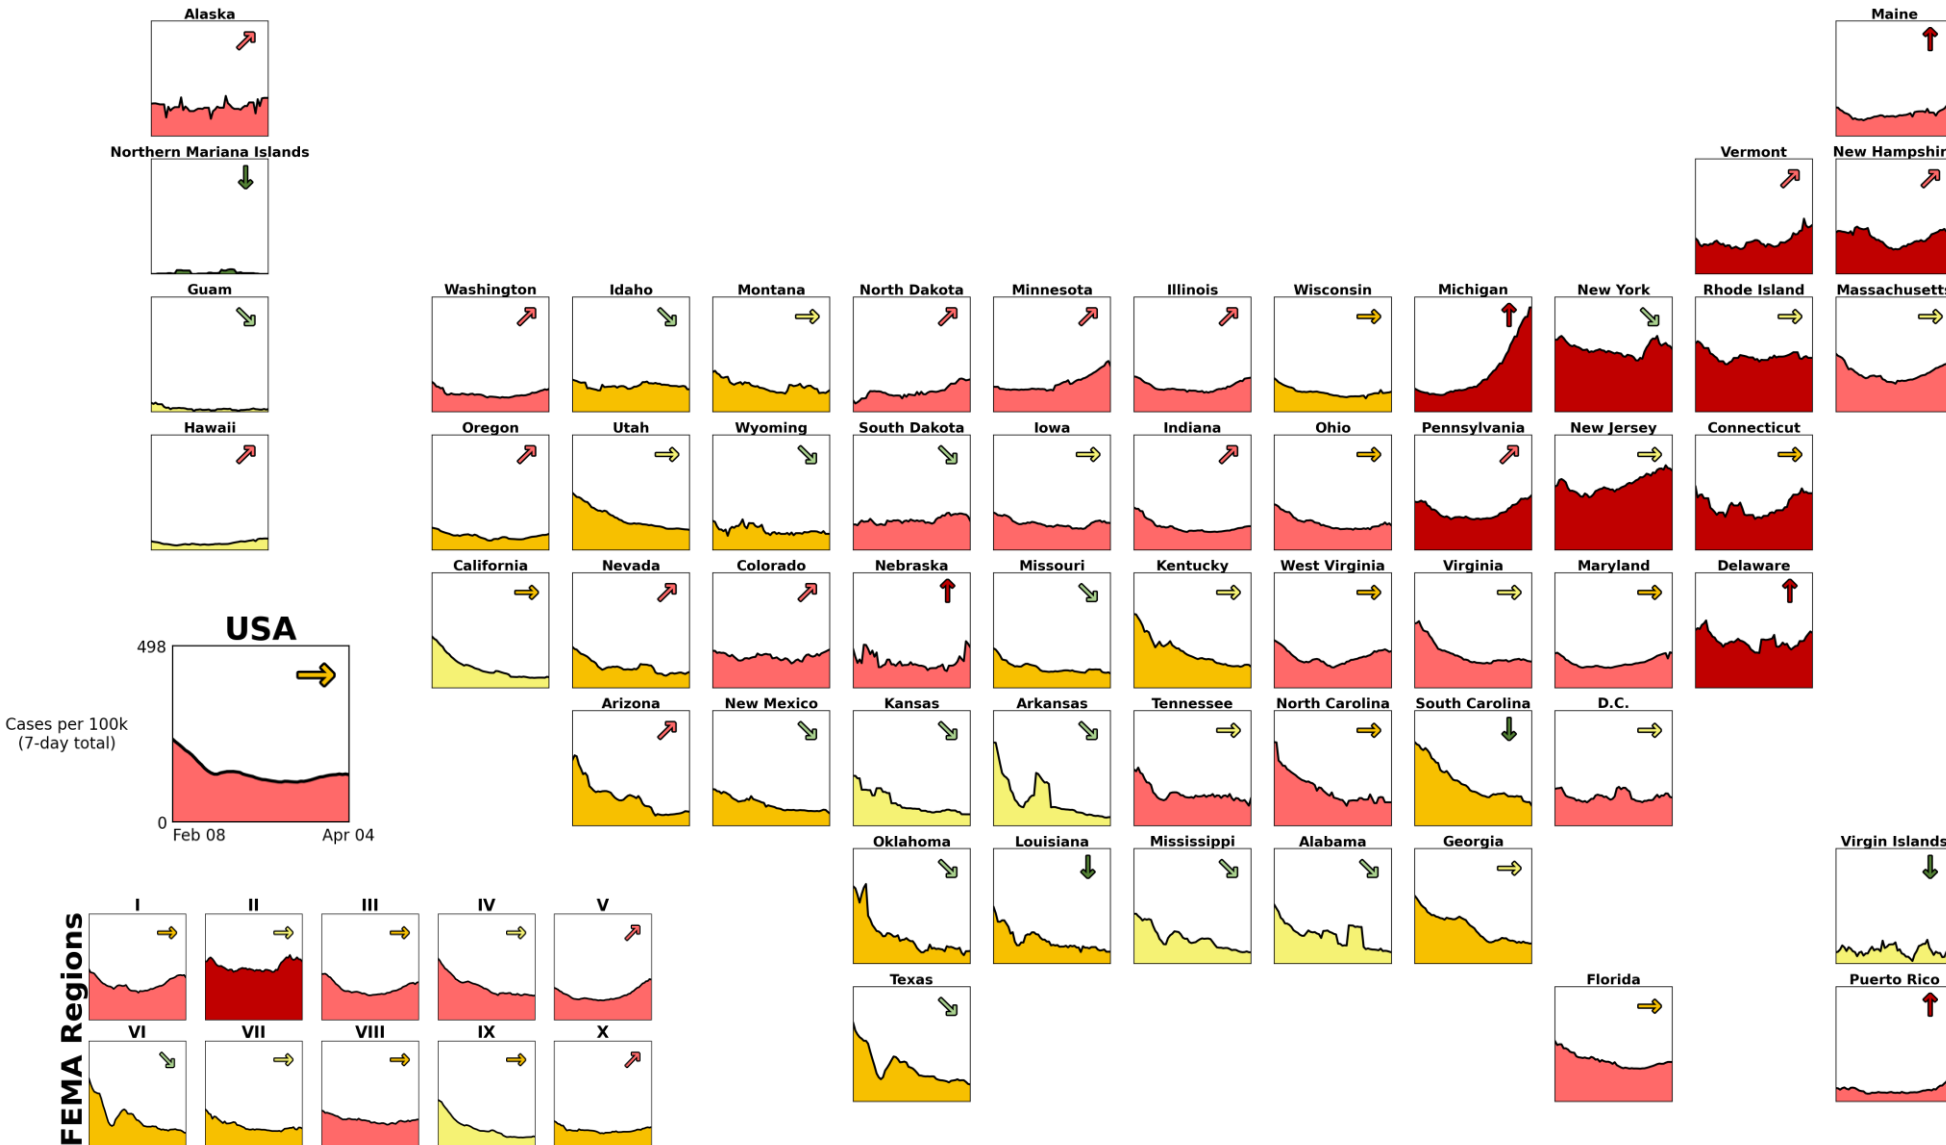 Alaska
Maine
Northern Mariana Islands
Vermont
New Hampshir
Guam
Washington
Idaho
Montana
North Dakota
Minnesota
Illinois
Wisconsin
Michigan
New York
Rhode Island
Massachusetts
Hawaii
Oregon
Utah
Wyoming
South Dakota
Iowa
Indiana
Ohio
Pennsylvania
New Jersey
Connecticut
California
Nevada
Colorado
Nebraska
Missouri
Kentucky
West Virginia
Virginia
Maryland
Delaware
USA
498
Cases per 100k
(7-day total)
0
Feb 08
Apr 04
Arizona
New Mexico
Kansas
Arkansas
Tennessee
North Carolina
South Carolina
D.C.
Oklahoma
Louisiana
Mississippi
Alabama
Georgia
Virgin Islands
Texas
Florida
Puerto Rico
FEMA Regions
I
II
III
IV
V
VI
VII
VIII
IX
X